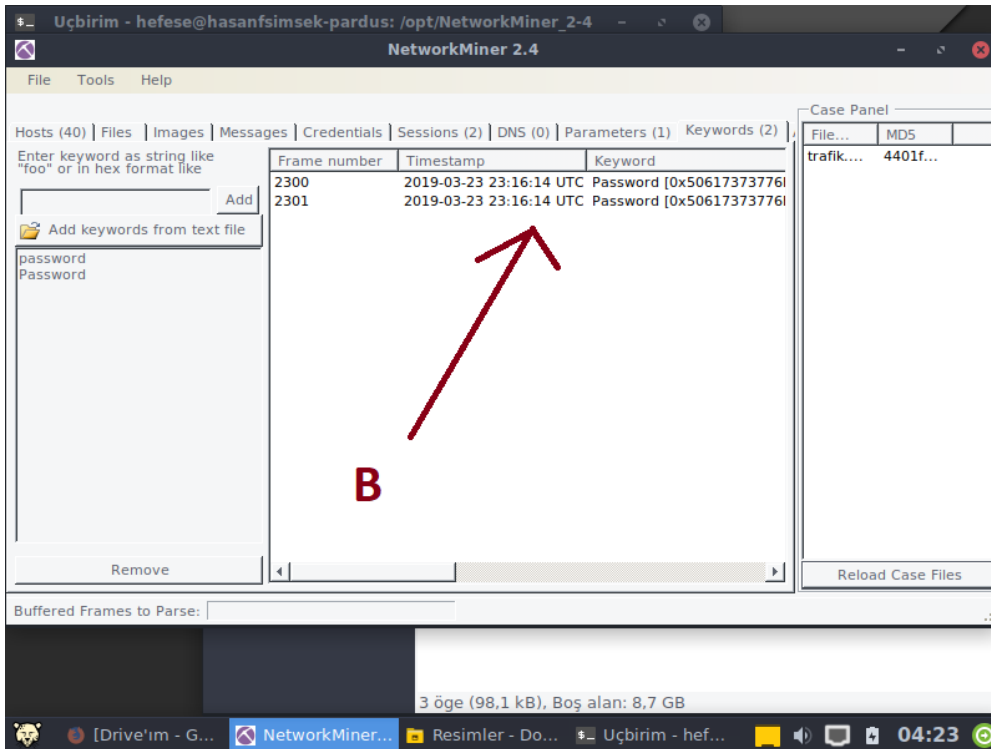 Uçbirim - hefese@hasanfsimsek-pardus: /opt/NetworkMiner_2-4
NetworkMiner 2.4
File Tools Help
Hosts (40) Files Images Messages Credentials Sessions (2) DNS (0) Parameters (1) Keywords (2)
Case Panel
File... MD5
trafik.... 4401f...
Enter keyword as string like
"foo" or in hex format like
Add
Add keywords from text file
password
Password
Frame number Timestamp Keyword
2300 2019-03-23 23:16:14 UTC Password [0x50617373776
2301 2019-03-23 23:16:14 UTC Password [0x50617373776
B
Remove
Reload Case Files
Buffered Frames to Parse:
3 öge (98,1 kB), Boş alan: 8,7 GB
[Drive'ım - G... NetworkMiner... Resimler - Do... Uçbirim - hef... 04:23